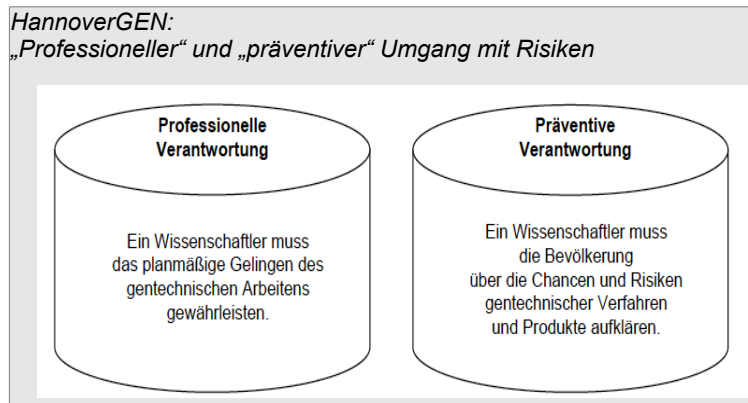 HannoverGEN:
„Professioneller“ und „präventiver“ Umgang mit Risiken
Professionelle
Verantwortung
Ein Wissenschaftler muss
das planmäßige Gelingen des
gentechnischen Arbeitens
gewährleisten.
Präventive
Verantwortung
Ein Wissenschaftler muss
die Bevölkerung
über die Chancen und Risiken
gentechnischer Verfahren
und Produkte aufklären.